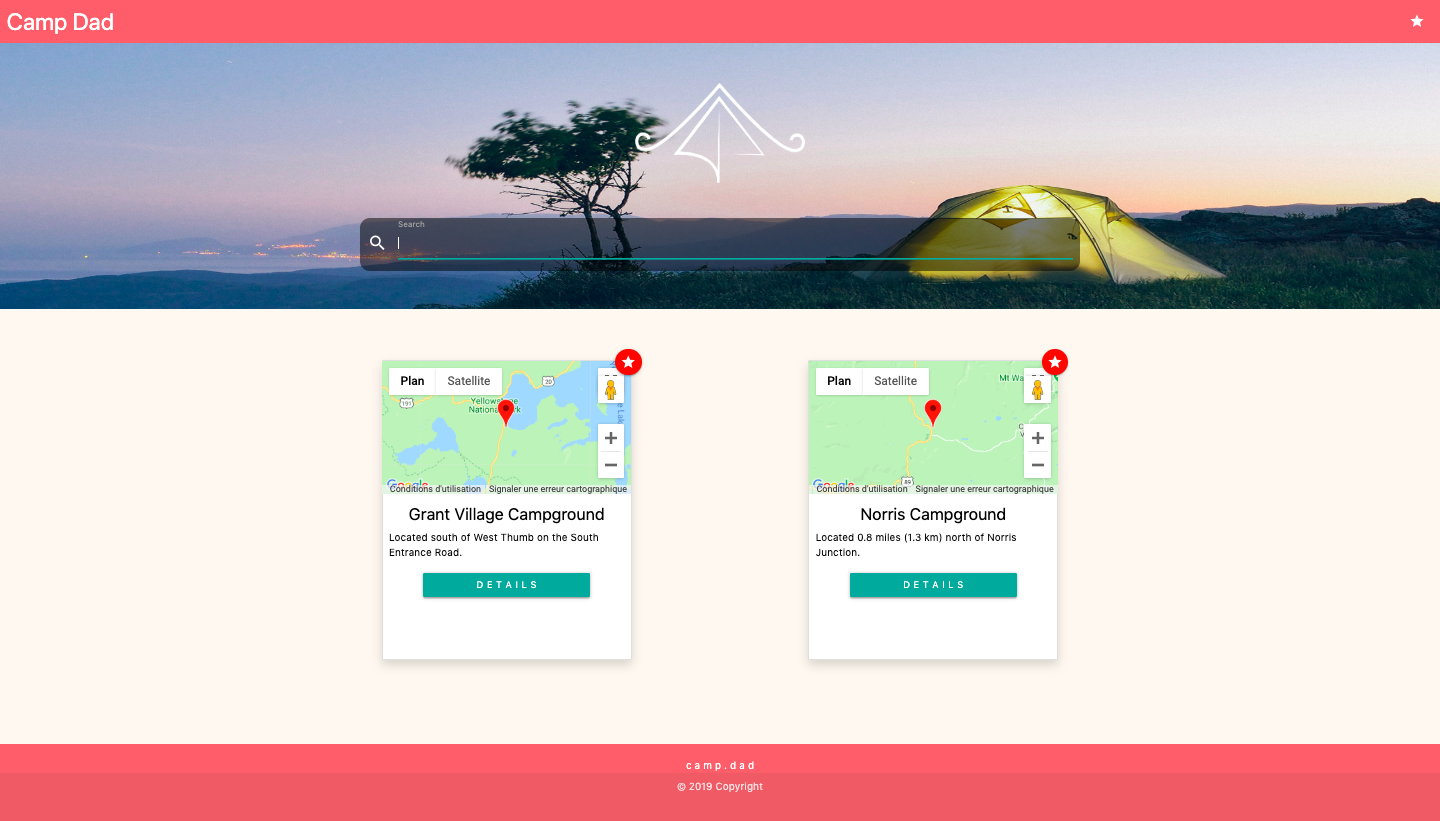 Camp Dad
Search
Plan
Satellite
20
191
Yellowstone
National Park
Google
Conditions d'utilisation
Signaler une erreur cartographique
Grant Village Campground
Located south of West Thumb on the South
Entrance Road.
DETAILS
Plan
Satellite
Mt Wa
89
Google
Conditions d'utilisation
Signaler une erreur cartographique
Norris Campground
Located 0.8 miles (1.3 km) north of Norris
Junction.
DETAILS
camp.dad
© 2019 Copyright